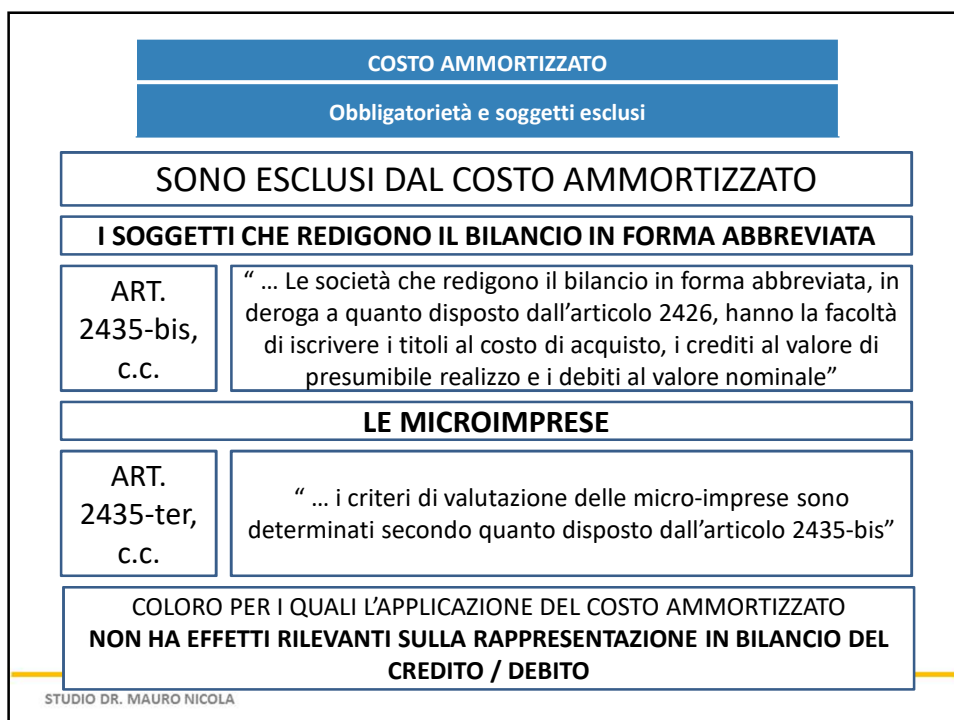 COSTO AMMORTIZZATO
Obbligatorietà e soggetti esclusi
SONO ESCLUSI DAL COSTO AMMORTIZZATO
I SOGGETTI CHE REDIGONO IL BILANCIO IN FORMA ABBREVIATA
ART.
2435-bis,
c.c.
“ ... Le società che redigono il bilancio in forma abbreviata, in
deroga a quanto disposto dall’articolo 2426, hanno la facoltà
di iscrivere i titoli al costo di acquisto, i crediti al valore di
presumibile realizzo e i debiti al valore nominale”
LE MICROIMPRESE
ART.
2435-ter,
c.c.
“ ... i criteri di valutazione delle micro-imprese sono
determinati secondo quanto disposto dall’articolo 2435-bis”
COLORO PER I QUALI L’APPLICAZIONE DEL COSTO AMMORTIZZATO
NON HA EFFETTI RILEVANTI SULLA RAPPRESENTAZIONE IN BILANCIO DEL
CREDITO / DEBITO
STUDIO DR. MAURO NICOLA